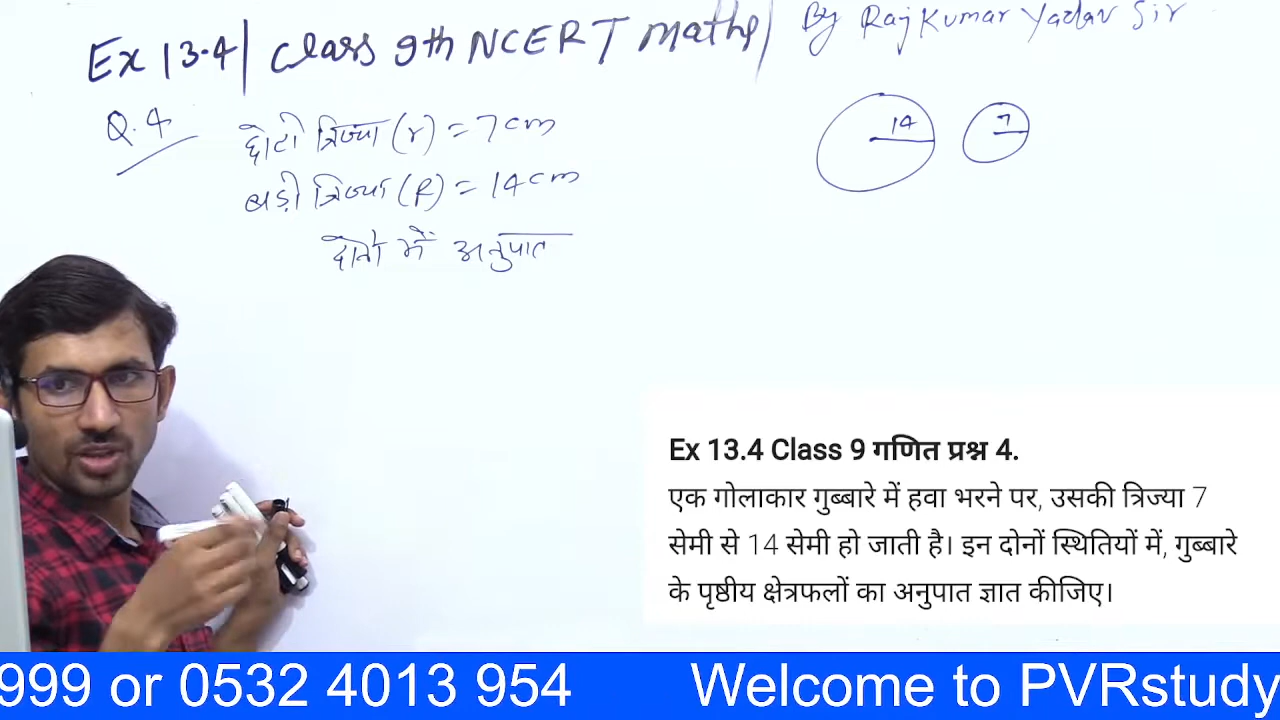 Ex 13.4| Class 9th NCERT maths| By Raj Kumar Yadav Sir
Q.4 छोटी त्रिज्या (r) = 7 cm
बड़ी त्रिज्या (R) = 14 cm
दोनों में अनुपात
14 7
Ex 13.4 Class 9 गणित प्रश्न 4.
एक गोलाकार गुब्बारे में हवा भरने पर, उसकी त्रिज्या 7
सेमी से 14 सेमी हो जाती है। इन दोनों स्थितियों में, गुब्बारे
के पृष्ठीय क्षेत्रफलों का अनुपात ज्ञात कीजिए।
999 or 0532 4013 954 Welcome to PVRstudy